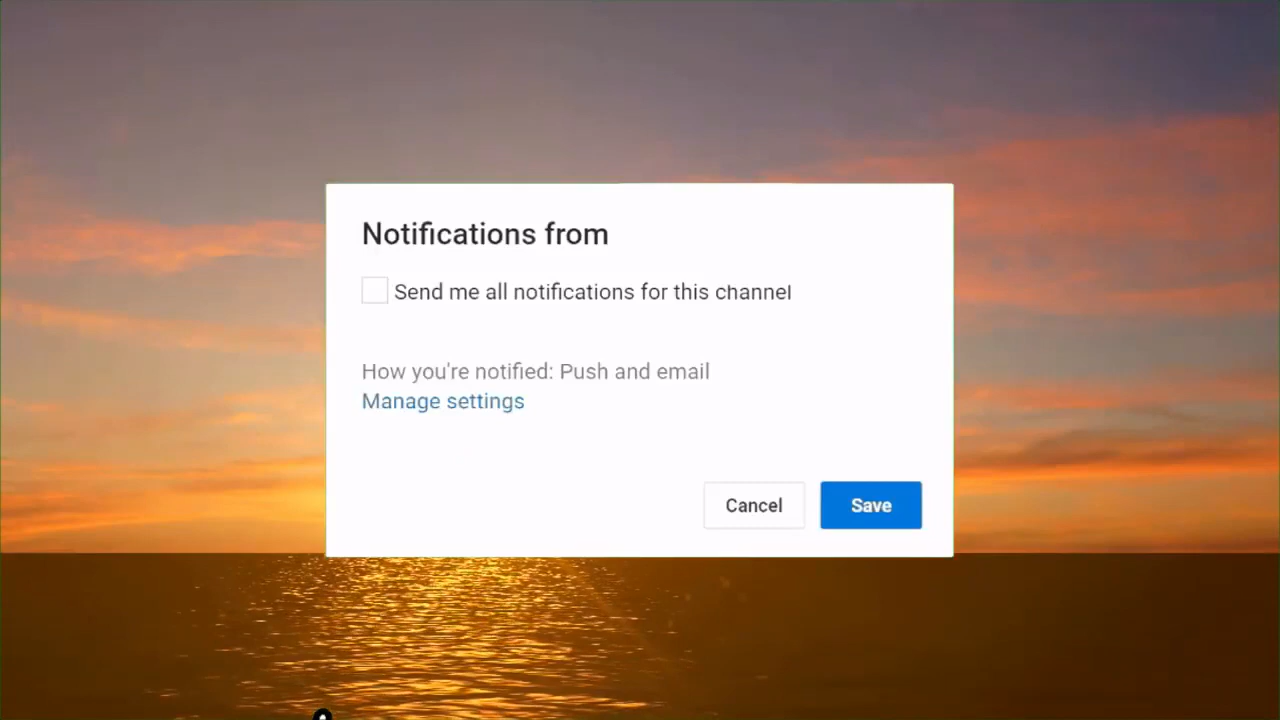 Notifications from
Send me all notifications for this channel
How you're notified: Push and email
Manage settings
Cancel
Save